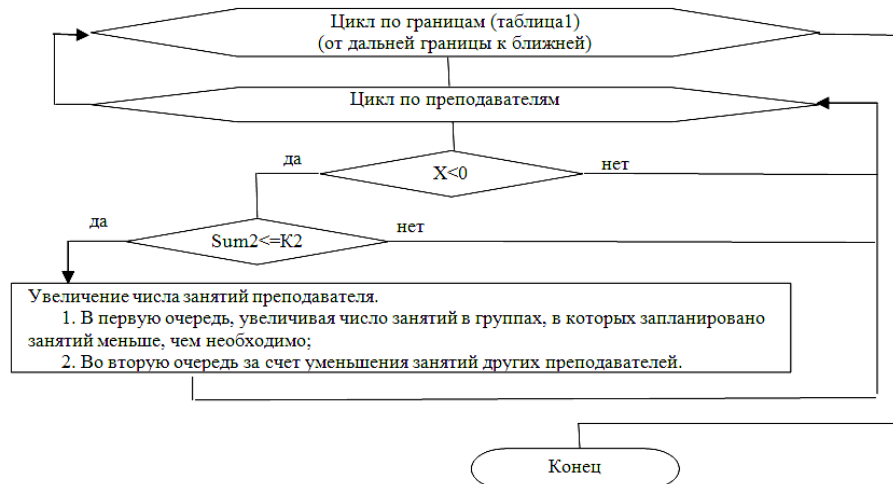 Цикл по границам (таблица1)
(от дальней границы к ближней)
Цикл по преподавателям
да
X<0
нет
да
Sum2<=К2
нет
Увеличение числа занятий преподавателя.
1. В первую очередь, увеличивая число занятий в группах, в которых запланировано
занятий меньше, чем необходимо;
2. Во вторую очередь за счет уменьшения занятий других преподавателей.
Конец